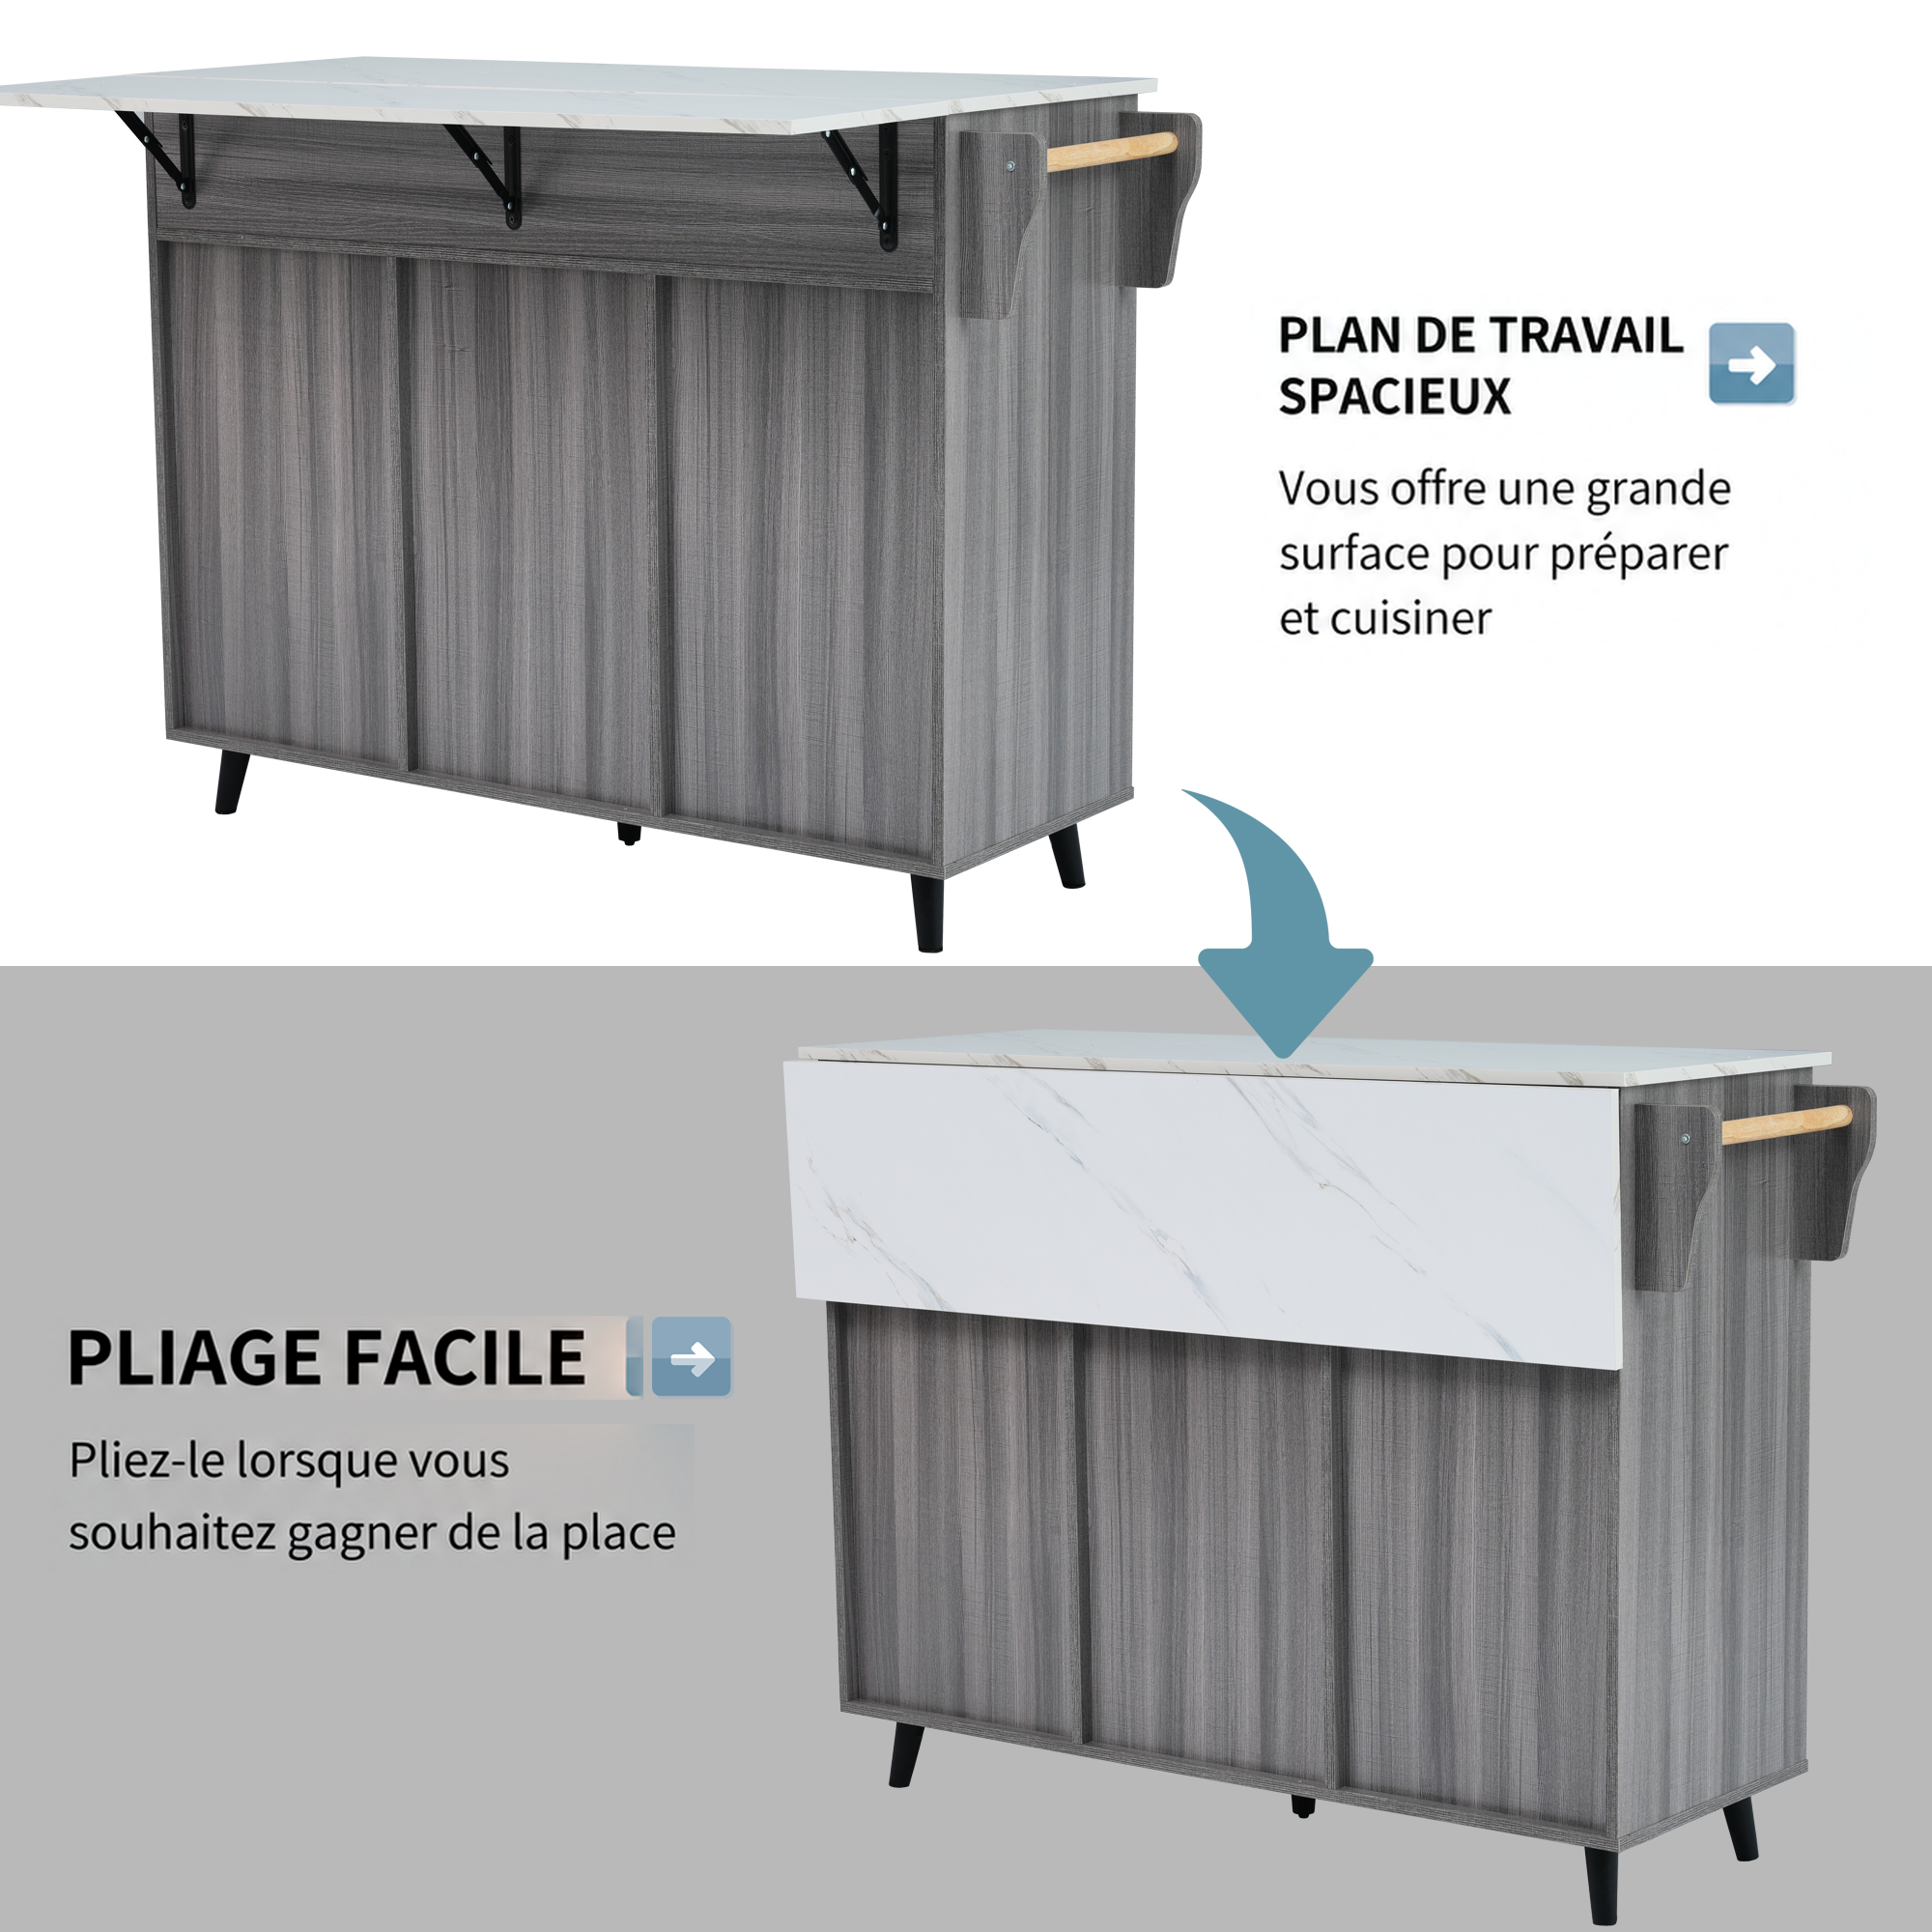 PLAN DE TRAVAIL
SPACIEUX
Vous offre une grande
surface pour préparer
et cuisiner
PLIAGE FACILE
Pliez-le lorsque vous
souhaitez gagner de la place